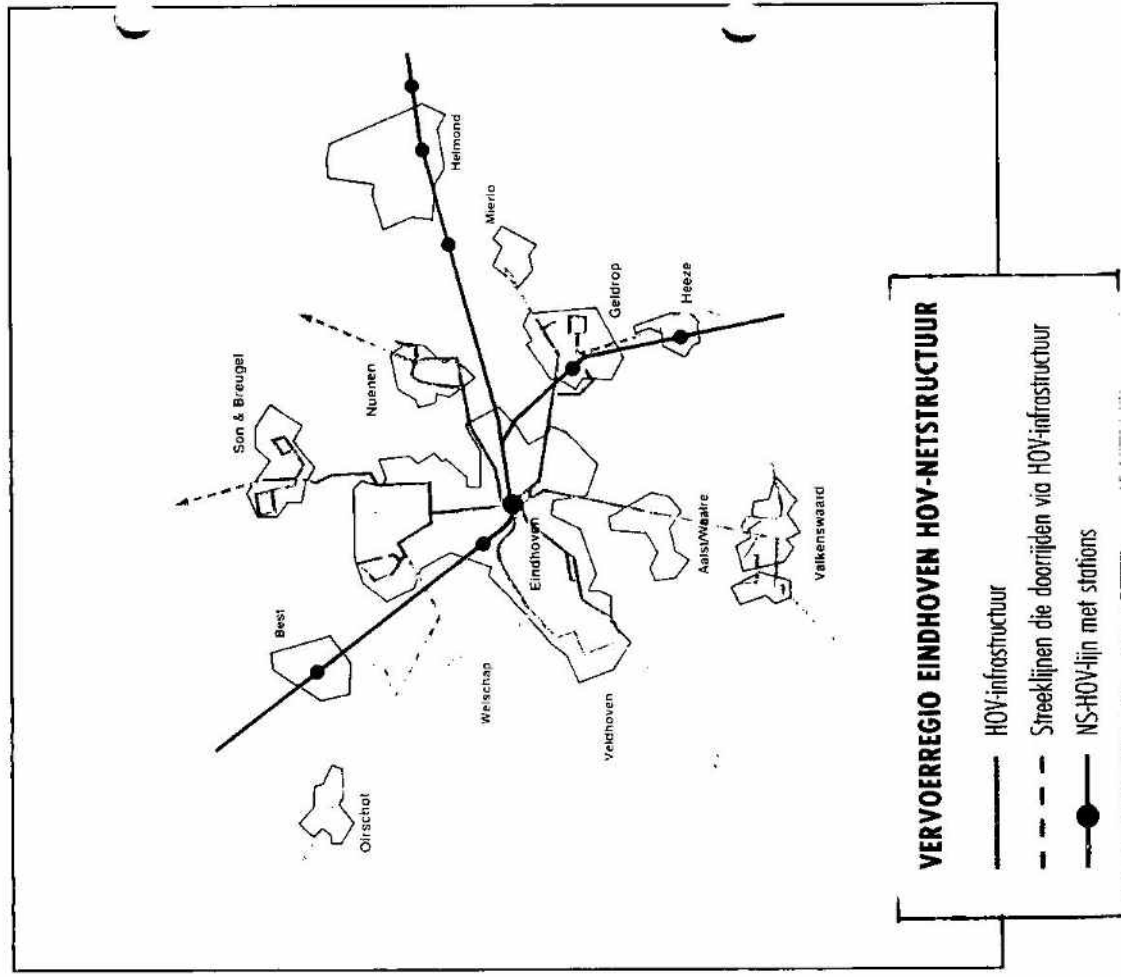 Son & Breugel
Nuenen
Helmond
Mierlo
Geldrop
Heeze
Best
Oirschot
Welschap
Eindhoven
Veldhoven
Aalst/Waalre
Valkenswaard
VERVOERREGIO EINDHOVEN HOV-NETSTRUCTUUR
HOV-infrastructuur
Streeklijnen die doorrijden via HOV-infrastructuur
NS-HOV-lijn met stations